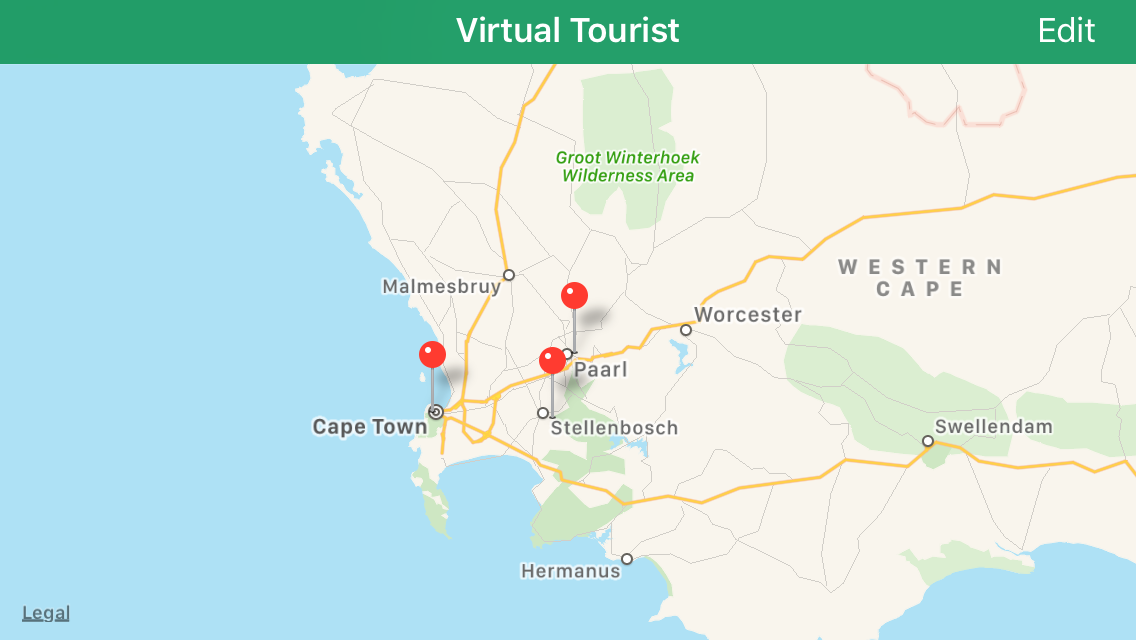 Virtual Tourist
Edit
Groot Winterhoek
Wilderness Area
WESTERN
CAPE
Malmesbruy
Worcester
Paarl
Cape Town
Stellenbosch
Swellendam
Hermanus
Legal